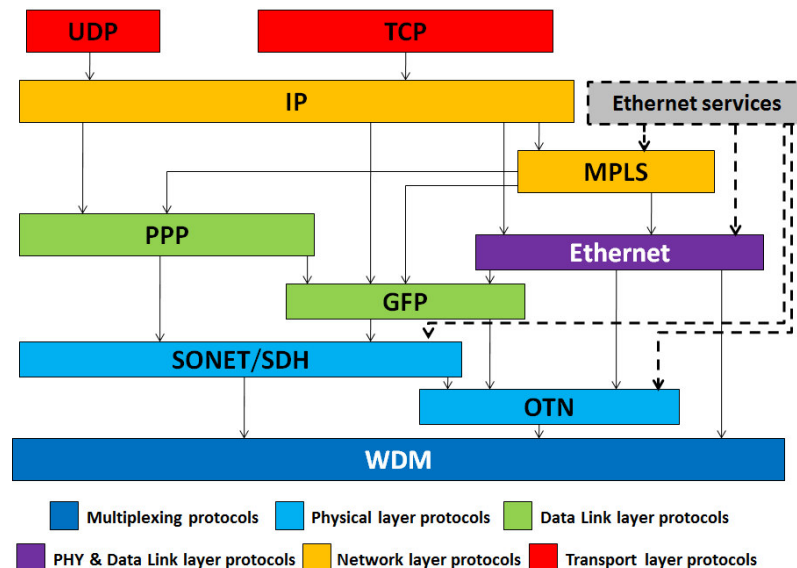 UDP
TCP
IP
Ethernet services
MPLS
PPP
Ethernet
GFP
SONET/SDH
OTN
WDM
Multiplexing protocols
Physical layer protocols
Data Link layer protocols
PHY & Data Link layer protocols
Network layer protocols
Transport layer protocols